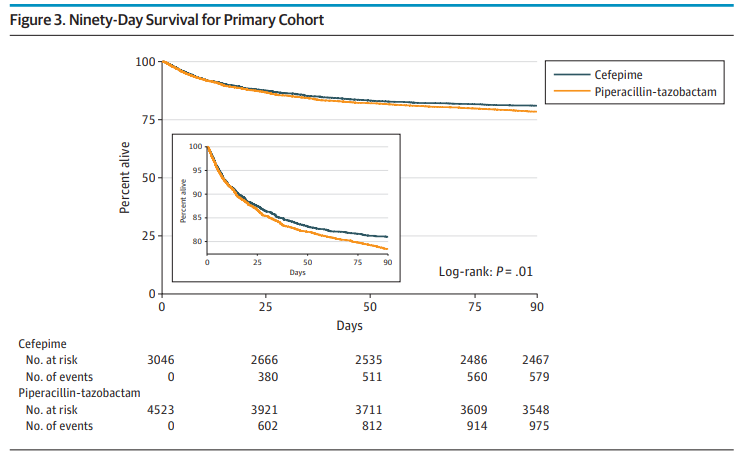 Figure 3. Ninety-Day Survival for Primary Cohort
100
75
50
25
0
Percent alive
0 25 50 75 90
Days
Cefepime
Piperacillin-tazobactam
100
95
90
85
80
Percent alive
0 25 50 75 90
Days
Log-rank: P = .01
Cefepime
No. at risk 3046 2666 2535 2486 2467
No. of events 0 380 511 560 579
Piperacillin-tazobactam
No. at risk 4523 3921 3711 3609 3548
No. of events 0 602 812 914 975